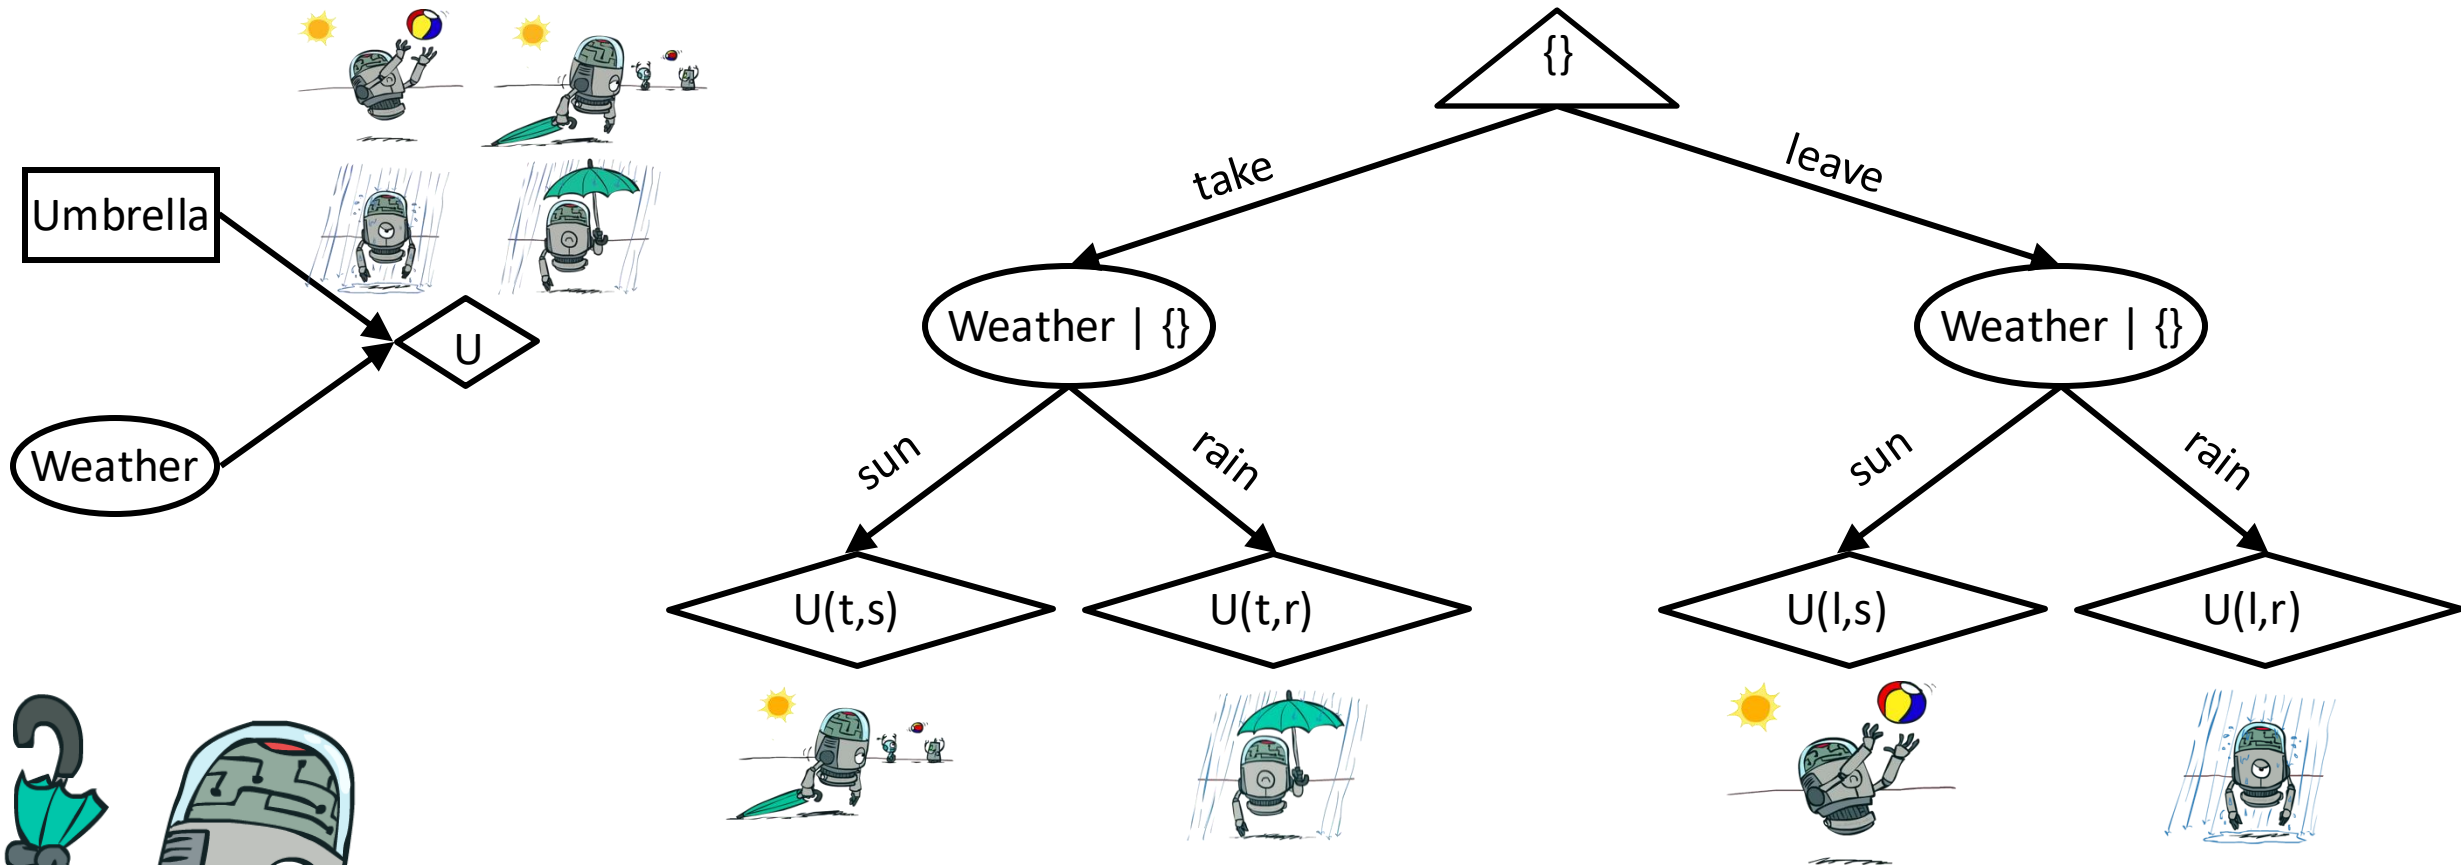 Umbrella
Weather
U
{}
take
leave
Weather | {}
Weather | {}
sun
rain
sun
rain
U(t,s)
U(t,r)
U(l,s)
U(l,r)